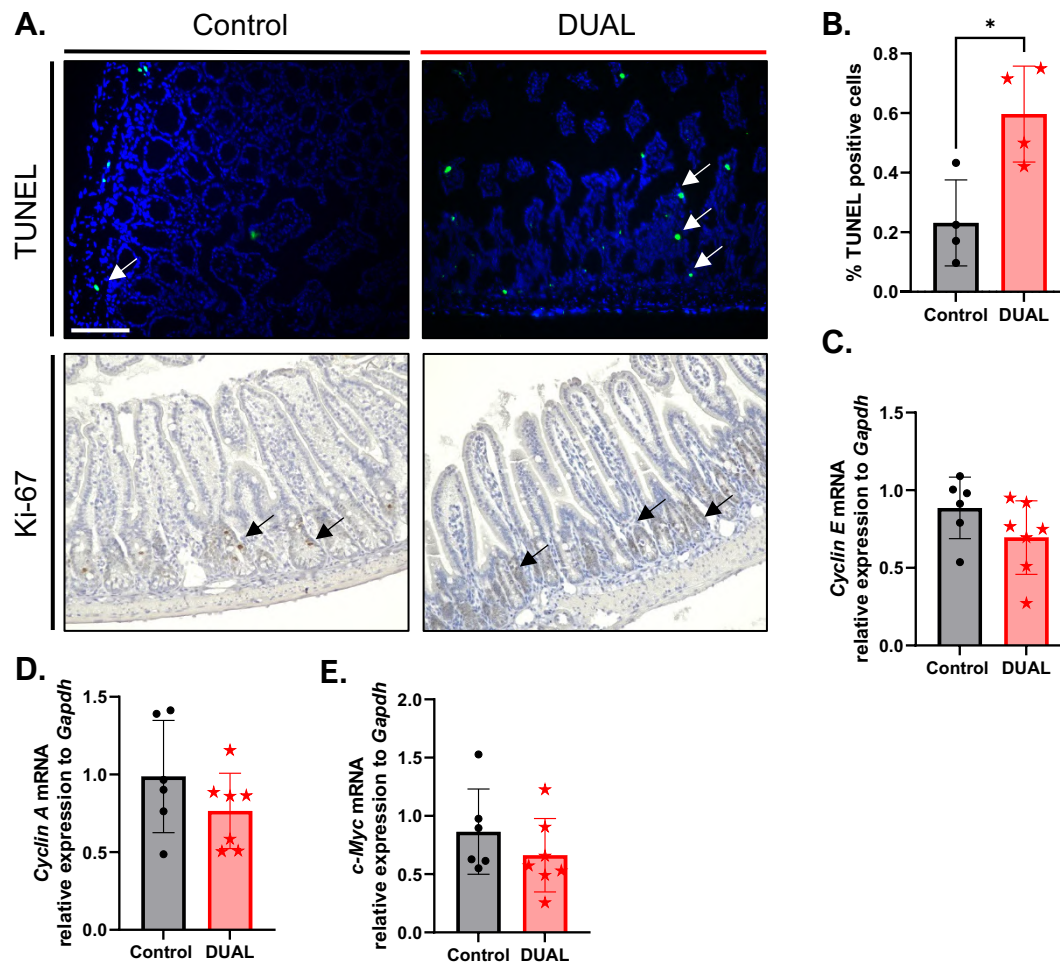 A.
Control
DUAL
TUNEL
Ki-67
B.
*
% TUNEL positive cells
0.8
0.6
0.4
0.2
0.0
Control
DUAL
C.
Cyclin E mRNA
relative expression to Gapdh
1.5
1.0
0.5
0.0
Control
DUAL
D.
Cyclin A mRNA
relative expression to Gapdh
1.5
1.0
0.5
0.0
Control
DUAL
E.
c-Myc mRNA
relative expression to Gapdh
2.0
1.5
1.0
0.5
0.0
Control
DUAL